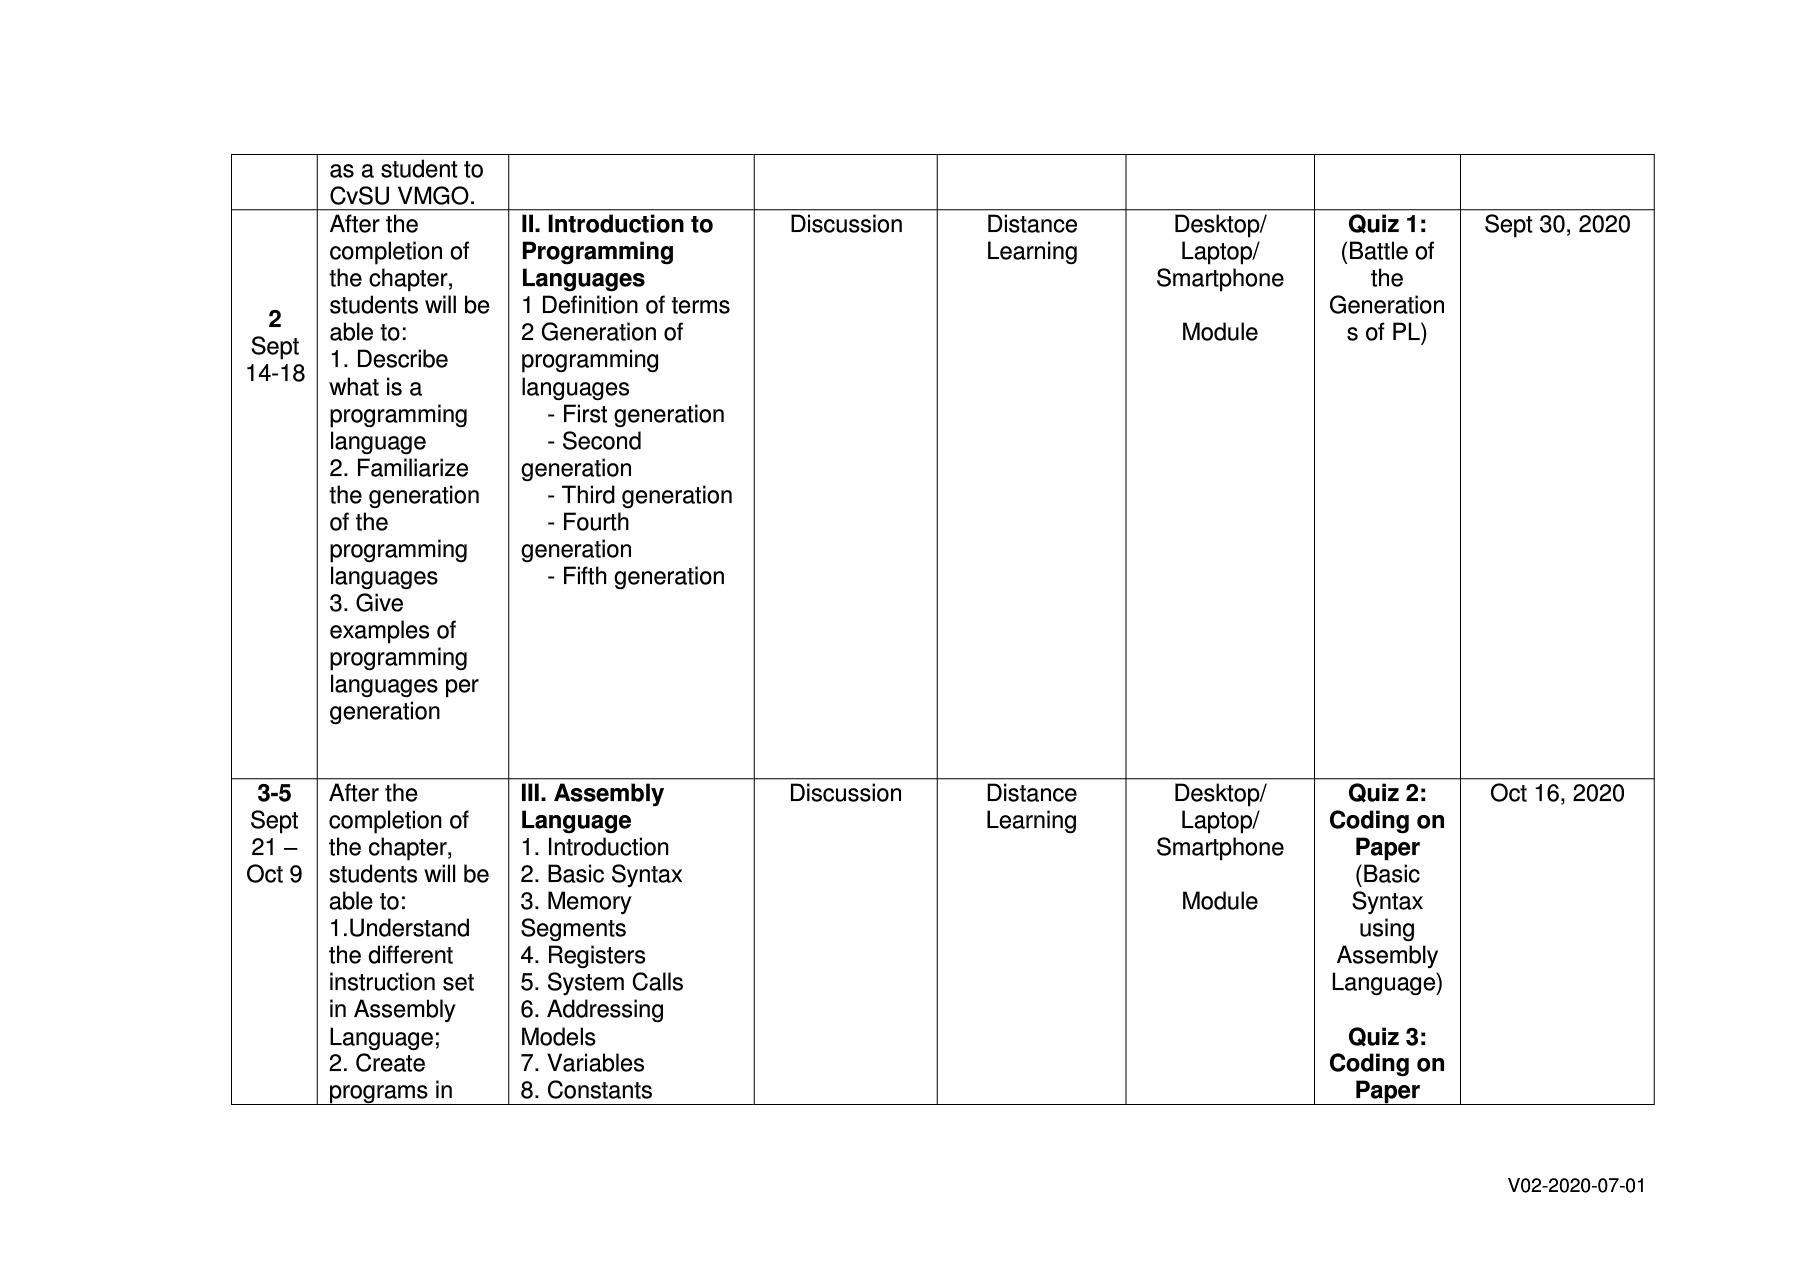 as a student to
CvSU VMGO.
2
Sept
14-18
After the
completion of
the chapter,
students will be
able to:
1. Describe
what is a
programming
language
2. Familiarize
the generation
of the
programming
languages
3. Give
examples of
programming
languages per
generation
II. Introduction to
Programming
Languages
1 Definition of terms
2 Generation of
programming
languages
- First generation
- Second
generation
- Third generation
- Fourth
generation
- Fifth generation
Discussion
Distance
Learning
Desktop/
Laptop/
Smartphone
Module
Quiz 1:
(Battle of
the
Generation
s of PL)
Sept 30, 2020
3-5
Sept
21 –
Oct 9
After the
completion of
the chapter,
students will be
able to:
1.Understand
the different
instruction set
in Assembly
Language;
2. Create
programs in
III. Assembly
Language
1. Introduction
2. Basic Syntax
3. Memory
Segments
4. Registers
5. System Calls
6. Addressing
Models
7. Variables
8. Constants
Discussion
Distance
Learning
Desktop/
Laptop/
Smartphone
Module
Quiz 2:
Coding on
Paper
(Basic
Syntax
using
Assembly
Language)
Quiz 3:
Coding on
Paper
Oct 16, 2020
V02-2020-07-01